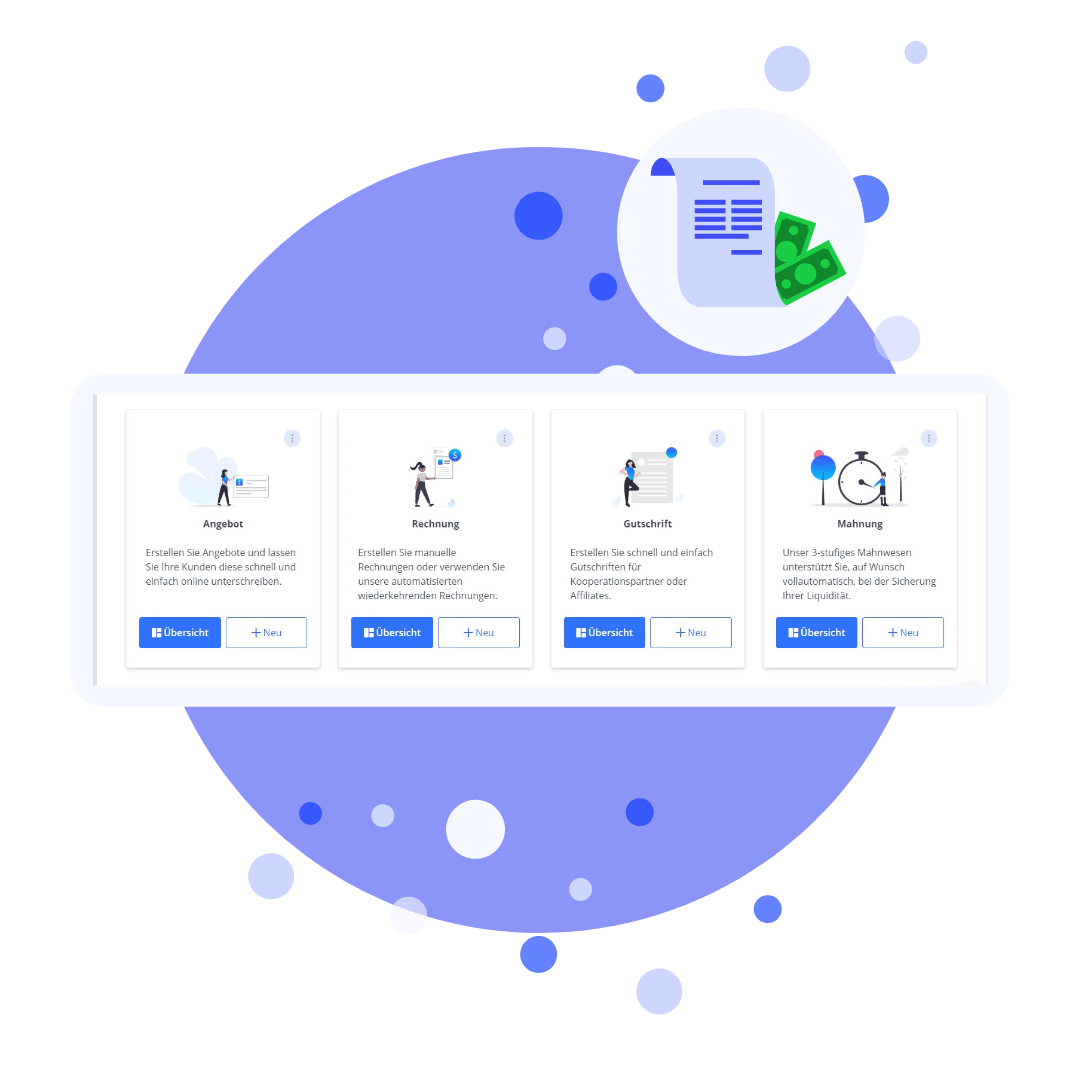 Angebot
Erstellen Sie Angebote und lassen
Sie Ihre Kunden diese schnell und
einfach online unterschreiben.
Übersicht
Neu
$
Rechnung
Erstellen Sie manuelle
Rechnungen oder verwenden Sie
unsere automatisierten
wiederkehrenden Rechnungen.
Übersicht
Neu
Gutschrift
Erstellen Sie schnell und einfach
Gutschriften für
Kooperationspartner oder
Affiliates.
Übersicht
Neu
Mahnung
Unser 3-stufiges Mahnwesen
unterstützt Sie, auf Wunsch
vollautomatisch, bei der Sicherung
Ihrer Liquidität.
Übersicht
Neu